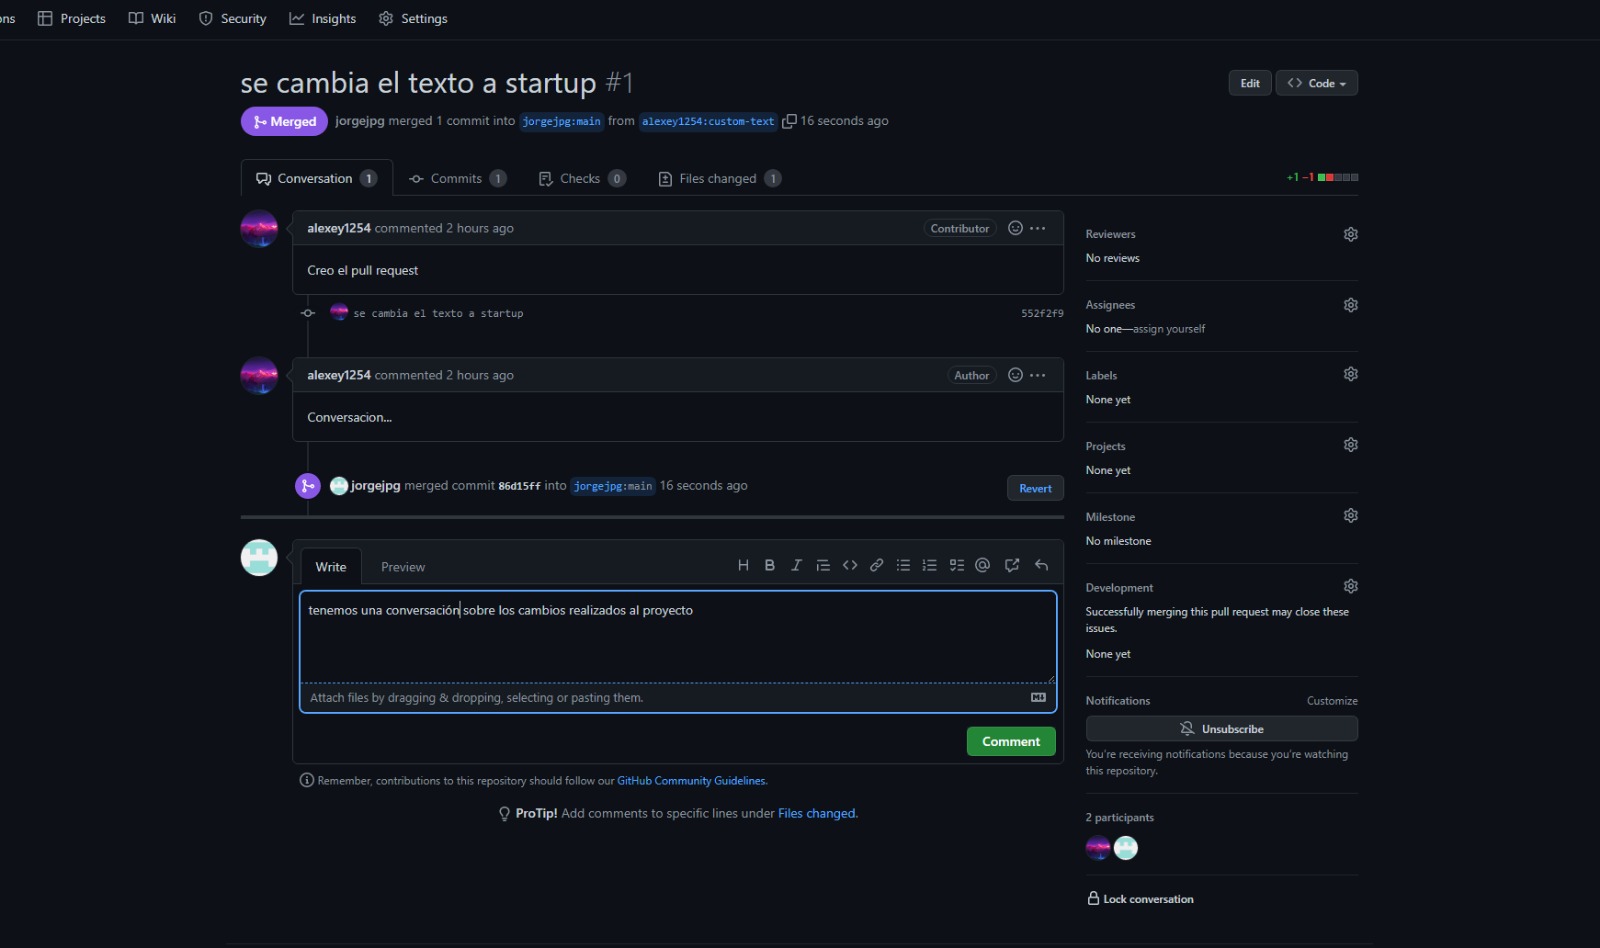 ons Projects Wiki Security Insights Settings
se cambia el texto a startup #1
Edit Code
Merged jorgejpg merged 1 commit into jorgejpg:main from alexey1254:custom-text 16 seconds ago
Conversation 1 Commits 1 Checks 0 Files changed 1 +1 −1
alexey1254 commented 2 hours ago Contributor
Creo el pull request
se cambia el texto a startup 552f2f9
alexey1254 commented 2 hours ago Author
Conversacion...
jorgejpg merged commit 86d15ff into jorgejpg:main 16 seconds ago Revert
Write Preview
tenemos una conversación sobre los cambios realizados al proyecto
Attach files by dragging & dropping, selecting or pasting them.
Comment
Remember, contributions to this repository should follow our GitHub Community Guidelines.
ProTip! Add comments to specific lines under Files changed.
Reviewers
No reviews
Assignees
No one—assign yourself
Labels
None yet
Projects
None yet
Milestone
No milestone
Development
Successfully merging this pull request may close these
issues.
None yet
Notifications Customize
Unsubscribe
You're receiving notifications because you're watching
this repository.
2 participants
Lock conversation